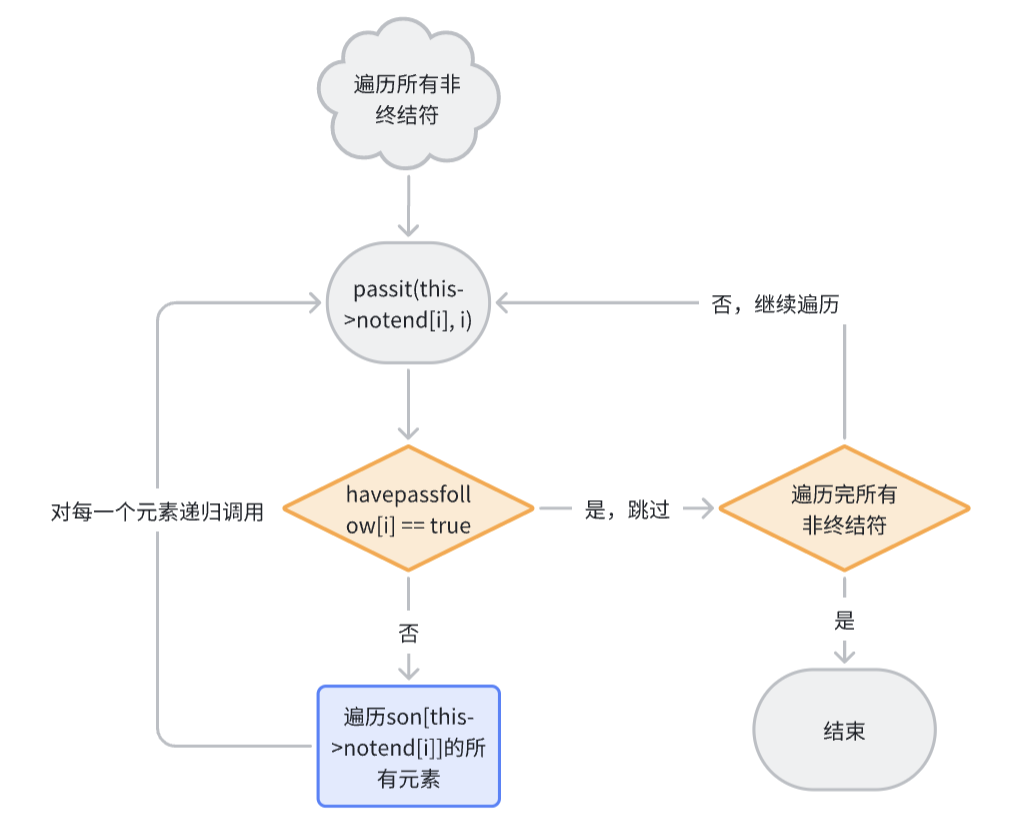 遍历所有非
终结符
passit(this-
>notend[i], i)
否，继续遍历
对每一个元素递归调用
havepassfoll
ow[i] == true
是，跳过
遍历完所有
非终结符
否
是
遍历son[this-
>notend[i]]的所
有元素
结束